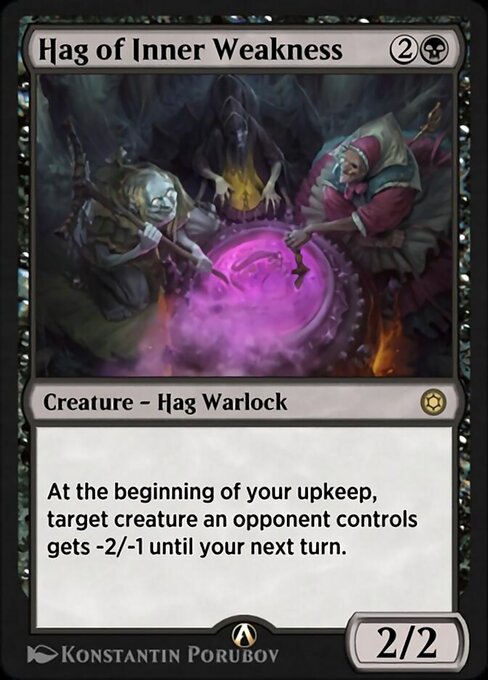 Hag of Inner Weakness 2
Creature – Hag Warlock
At the beginning of your upkeep,
target creature an opponent controls
gets -2/-1 until your next turn.
2/2
Konstantin Porubov